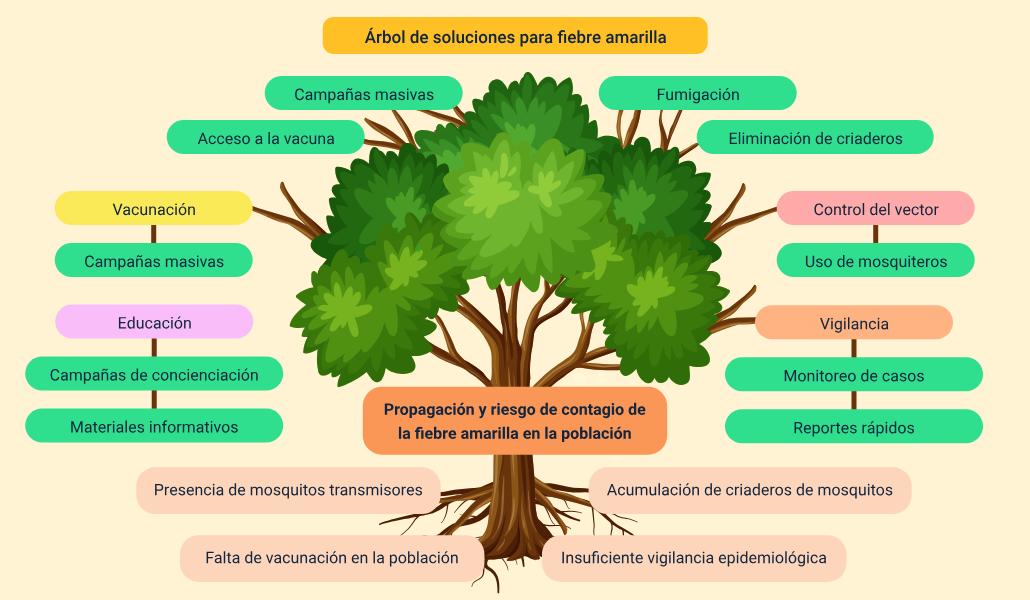 Árbol de soluciones para fiebre amarilla
Campañas masivas
Fumigación
Acceso a la vacuna
Eliminación de criaderos
Vacunación
Control del vector
Campañas masivas
Uso de mosquiteros
Educación
Vigilancia
Campañas de concienciación
Monitoreo de casos
Materiales informativos
Reportes rápidos
Propagación y riesgo de contagio de
la fiebre amarilla en la población
Presencia de mosquitos transmisores
Acumulación de criaderos de mosquitos
Falta de vacunación en la población
Insuficiente vigilancia epidemiológica